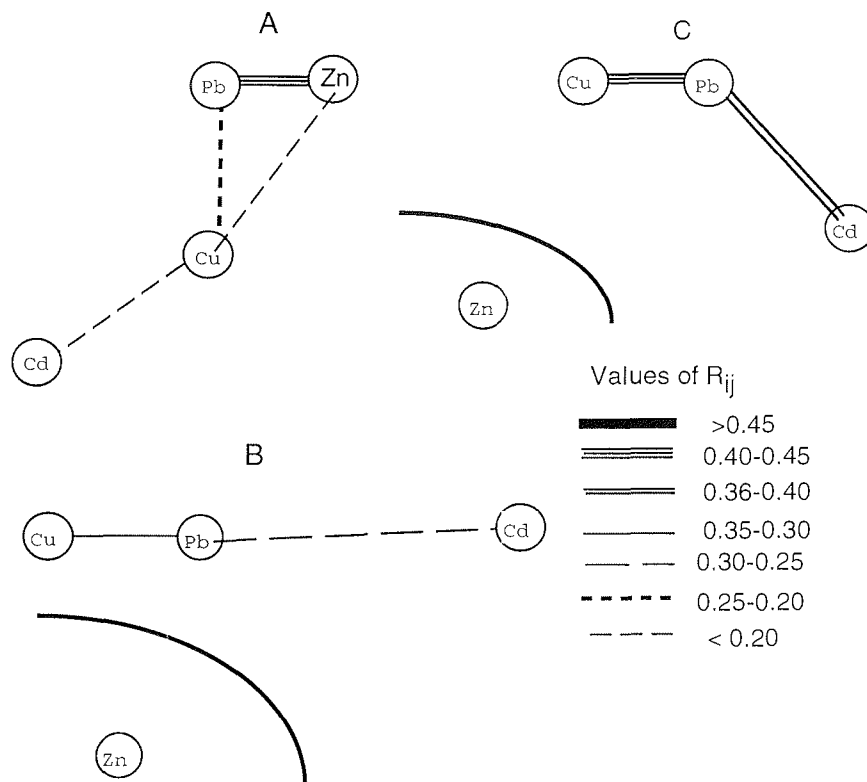 A
Pb
Zn
Cu
Cd
C
Cu
Pb
Cd
Zn
B
Cu
Pb
Cd
Zn
Values of Rij
>0.45
0.40-0.45
0.36-0.40
0.35-0.30
0.30-0.25
0.25-0.20
< 0.20